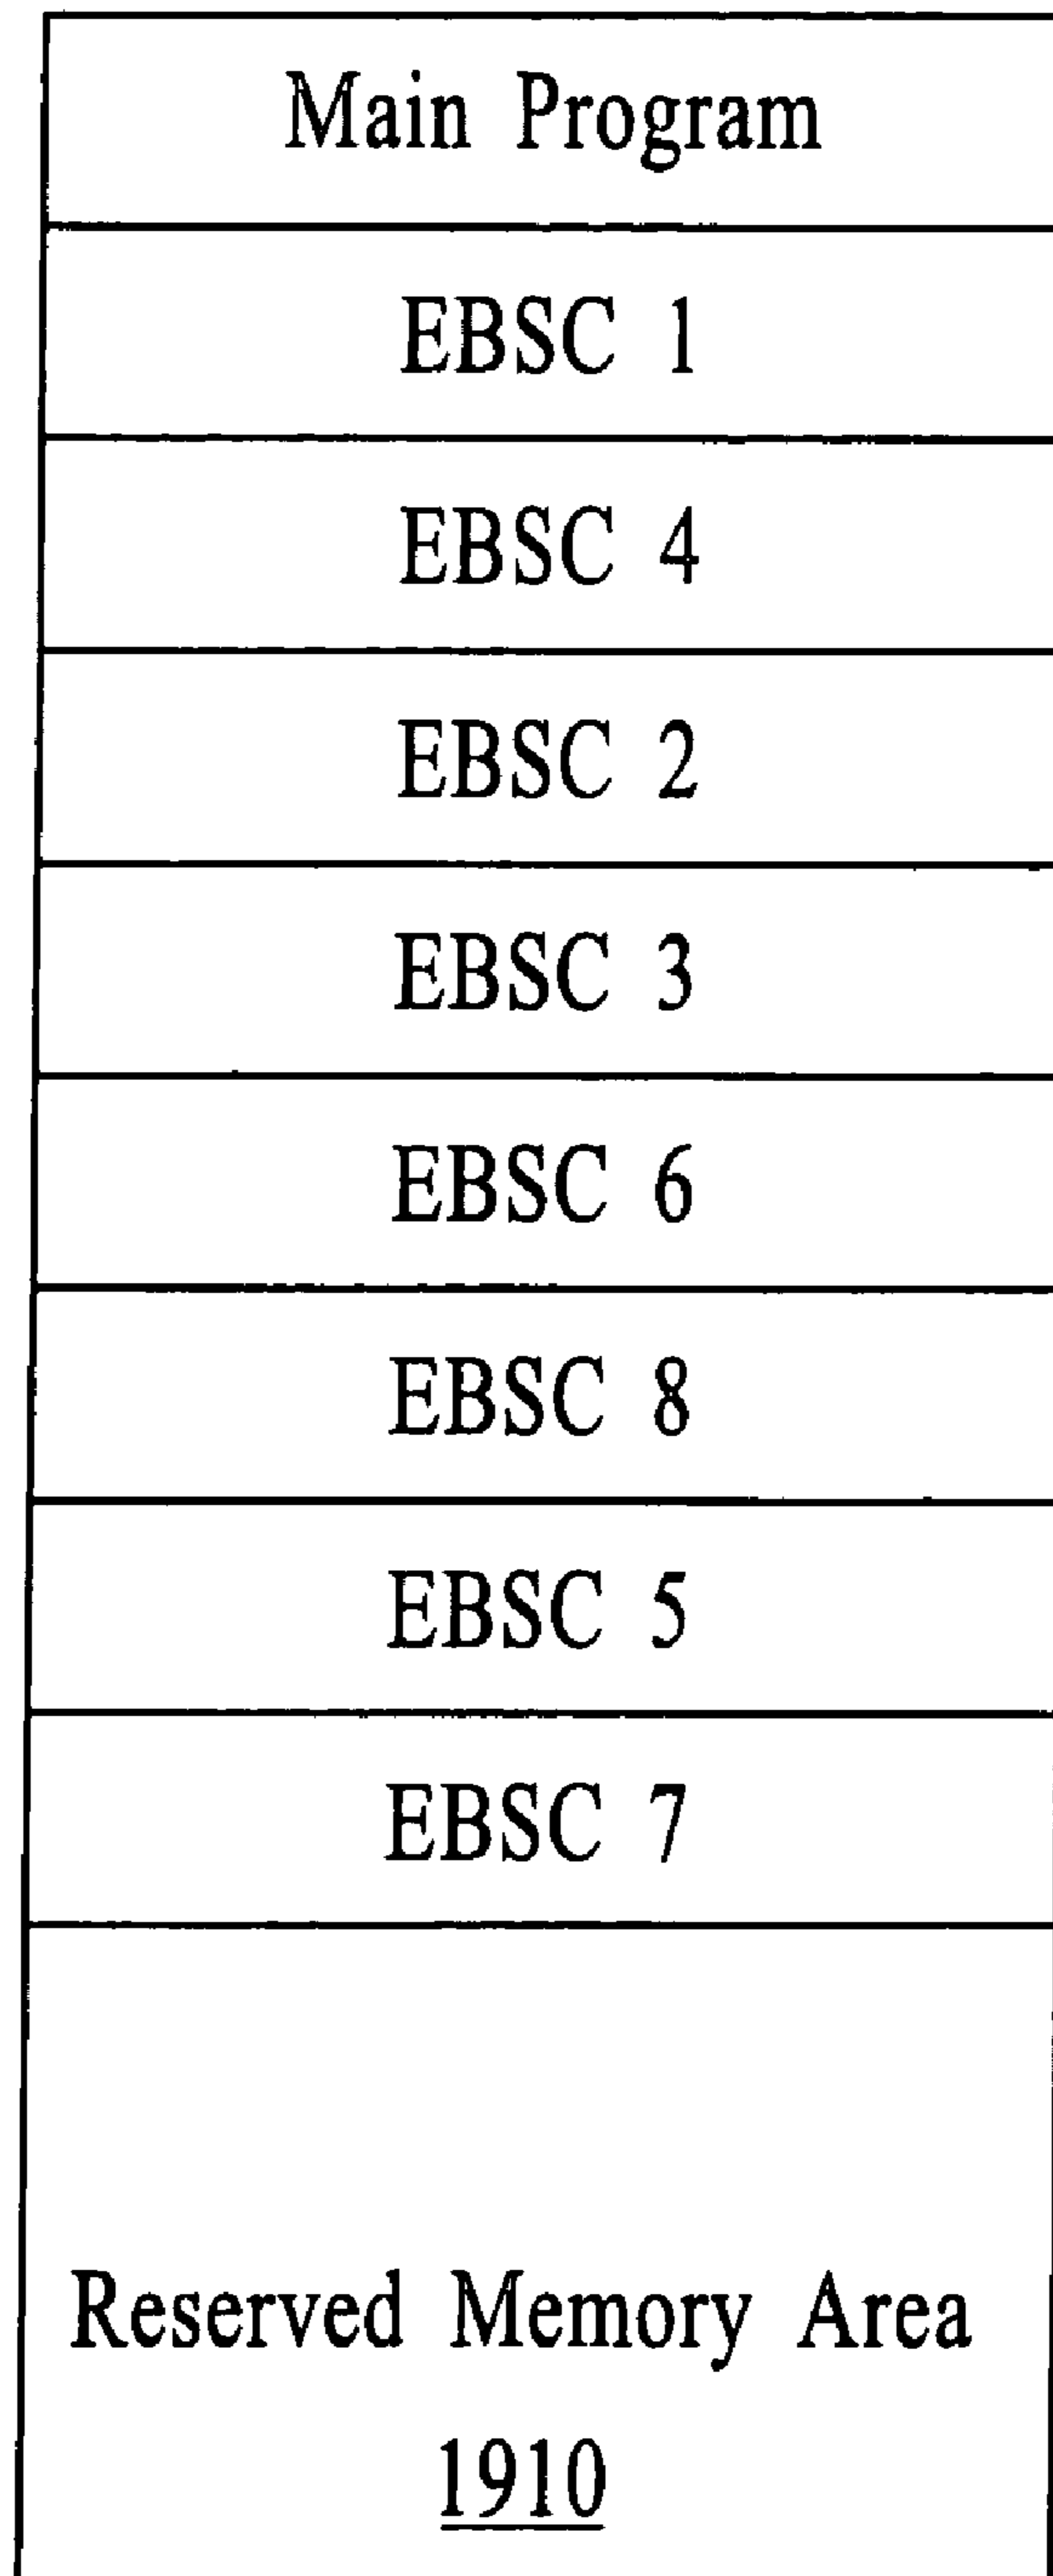 Main Program
EBSC 1
EBSC 4
EBSC 2
EBSC 3
EBSC 6
EBSC 8
EBSC 5
EBSC 7
Reserved Memory Area
1910